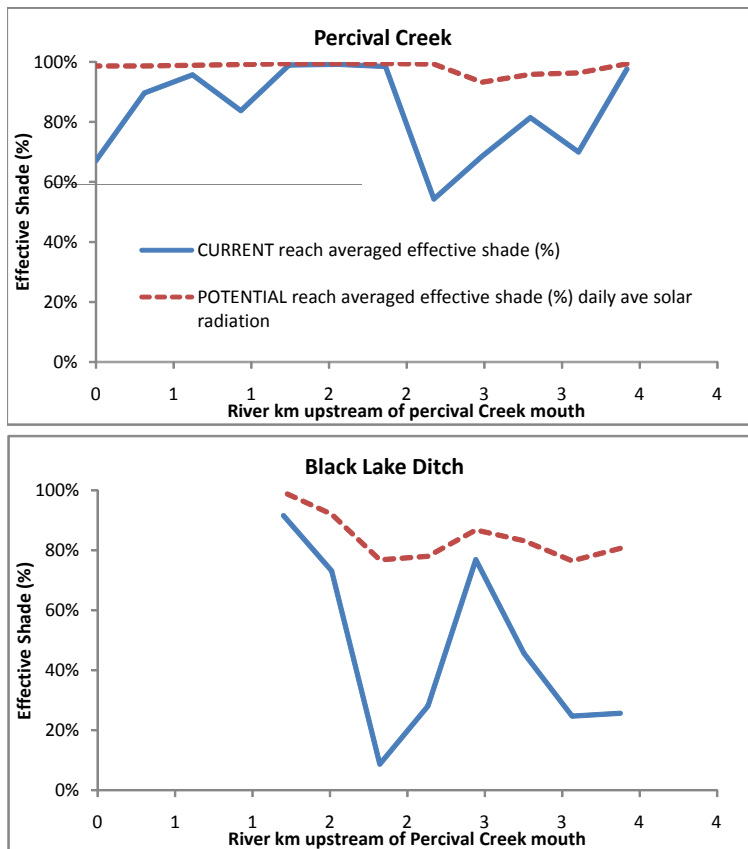 Percival Creek
Effective Shade (%)
100%
80%
60%
40%
20%
0%
CURRENT reach averaged effective shade (%)
POTENTIAL reach averaged effective shade (%) daily ave solar
radiation
0 1 1 2 2 3 3 4 4
River km upstream of percival Creek mouth
Black Lake Ditch
Effective Shade (%)
100%
80%
60%
40%
20%
0%
0 1 1 2 2 3 3 4 4
River km upstream of Percival Creek mouth